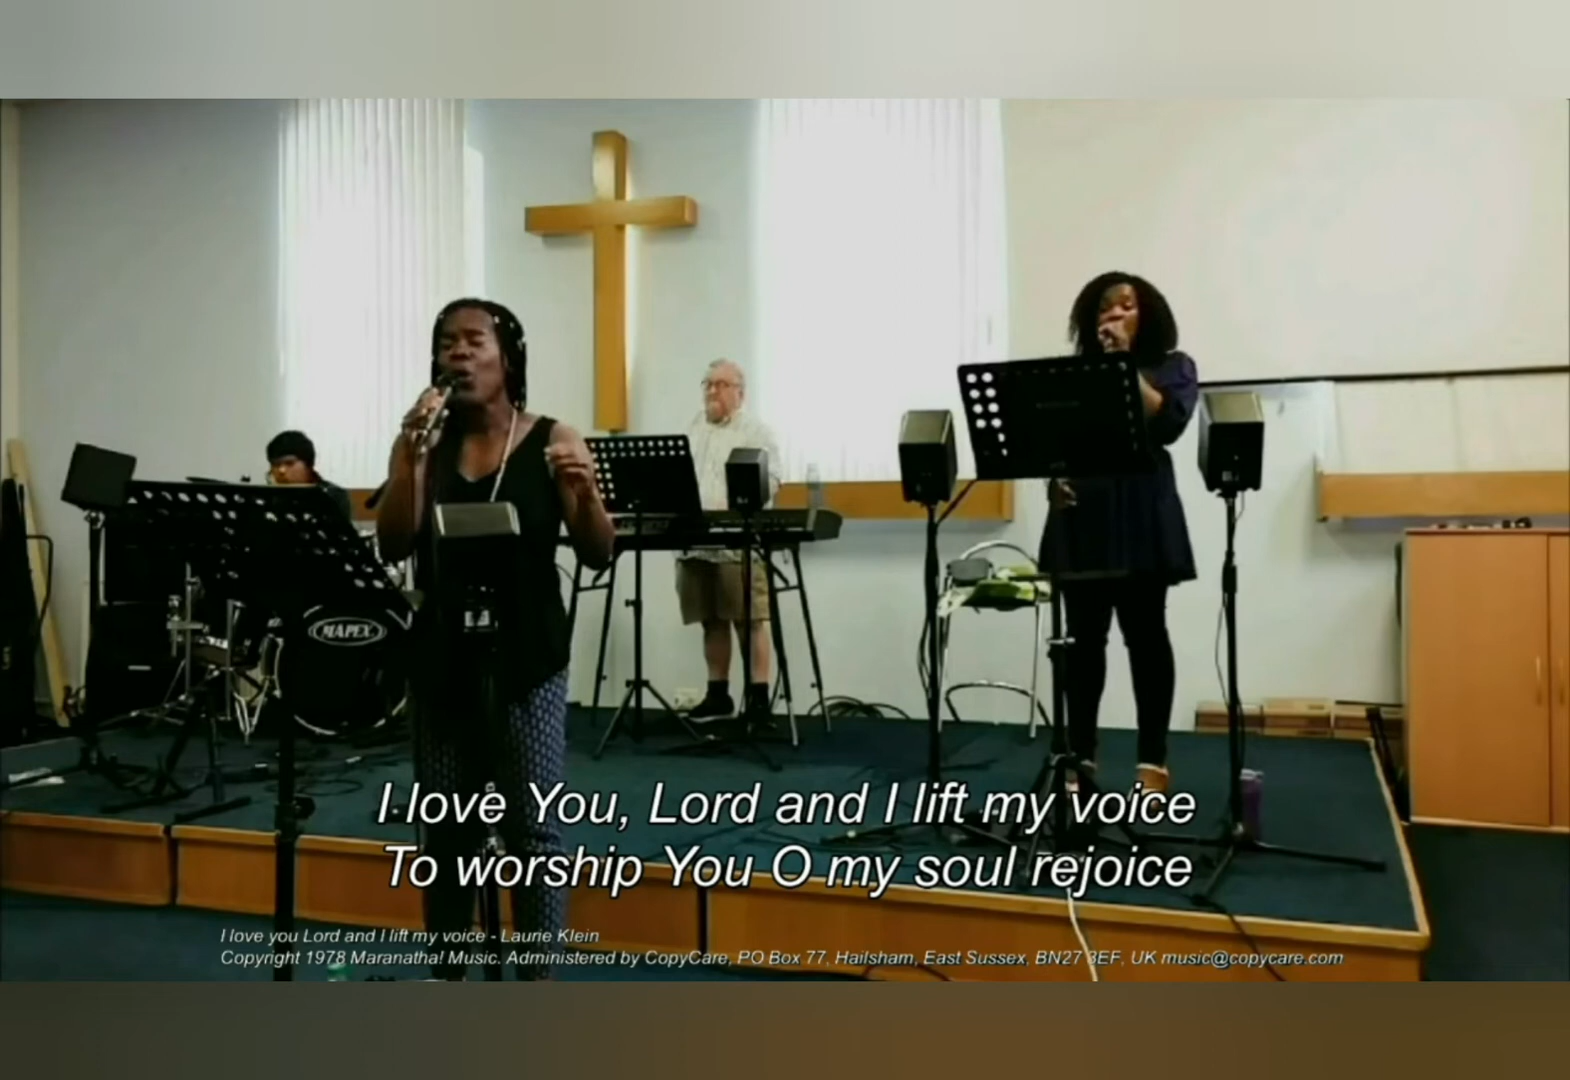 MAPEX
I love You, Lord and I lift my voice
To worship You O my soul rejoice
I love you Lord and I lift my voice - Laurie Klein
Copyright 1978 Maranatha! Music. Administered by CopyCare, PO Box 77, Hailsham, East Sussex, BN27 3EF, UK music@copycare.com